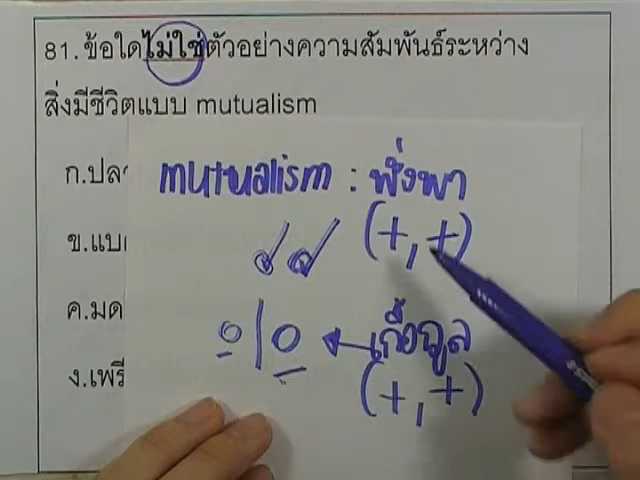 81. ข้อใดไม่ใช่ตัวอย่างความสัมพันธ์ระหว่าง
สิ่งมีชีวิตแบบ mutualism
ก.ปลา
mutualism : พึ่งพา
(+,+)
ข.แบค
ค.มด
เกื้อกูล
(+,+)
ง.เพรี